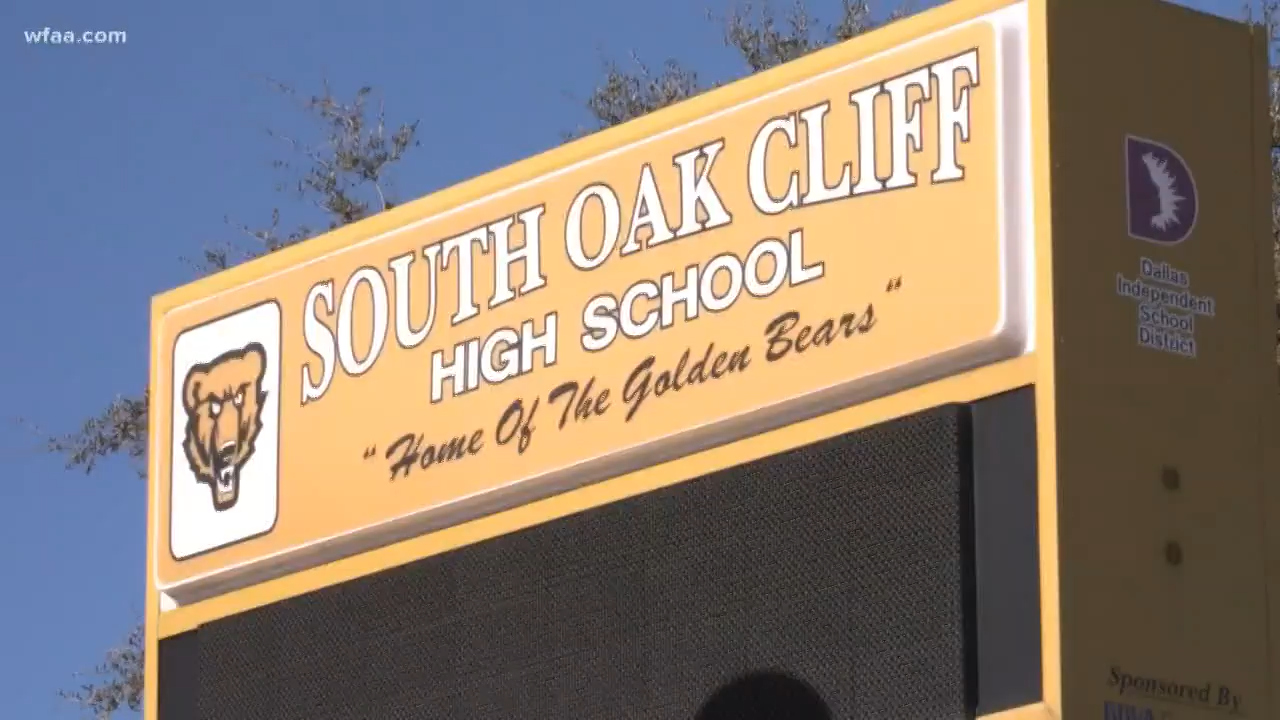 wfaa.com
SOUTH OAK CLIFF
HIGH SCHOOL
"Home Of The Golden Bears"
Dallas
Independent
School
District
Sponsored By